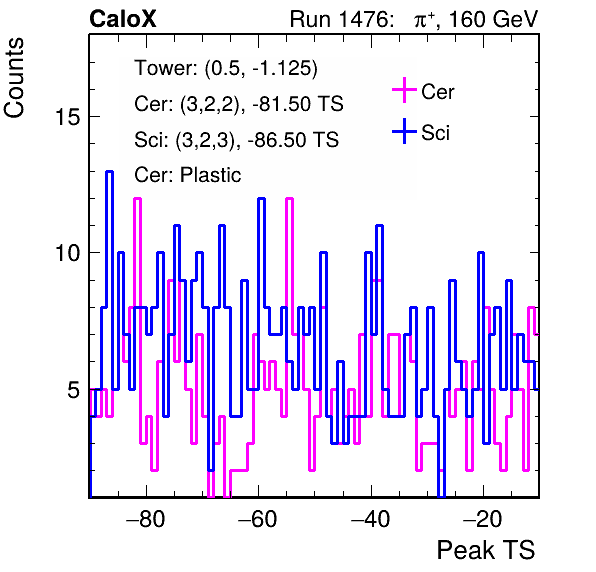 CaloX Run 1476: π⁺, 160 GeV
Counts
Tower: (0.5, -1.125)
Cer: (3,2,2), -81.50 TS
Sci: (3,2,3), -86.50 TS
Cer: Plastic
Cer
Sci
15
10
5
−80 −60 −40 −20
Peak TS